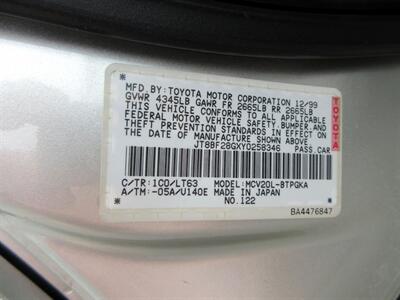 MFD.BY: TOYOTA MOTOR CORPORATION 12/99
GVWR 4345LB GAWR FR 2665LB RR 2665LB
THIS VEHICLE CONFORMS TO ALL APPLICABLE
FEDERAL MOTOR VEHICLE SAFETY, BUMPER, AND
THEFT PREVENTION STANDARDS IN EFFECT ON
THE DATE OF MANUFACTURE SHOWN ABOVE.
JT8BF28GXY0258346 PASS.CAR
TOYOTA
C/TR: 1C0/LT63 MODEL: MCV20L-BTPGKA
A/TM: -05A/U140E MADE IN JAPAN
NO.122
BA4476847